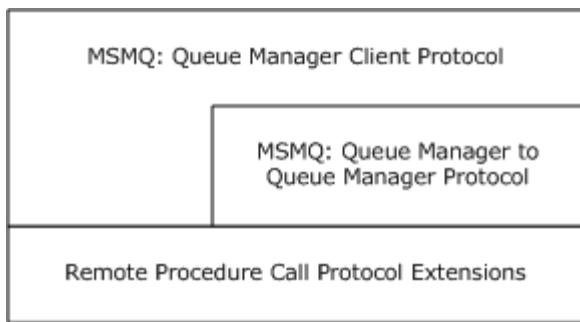 MSMQ: Queue Manager Client Protocol
MSMQ: Queue Manager to
Queue Manager Protocol
Remote Procedure Call Protocol Extensions